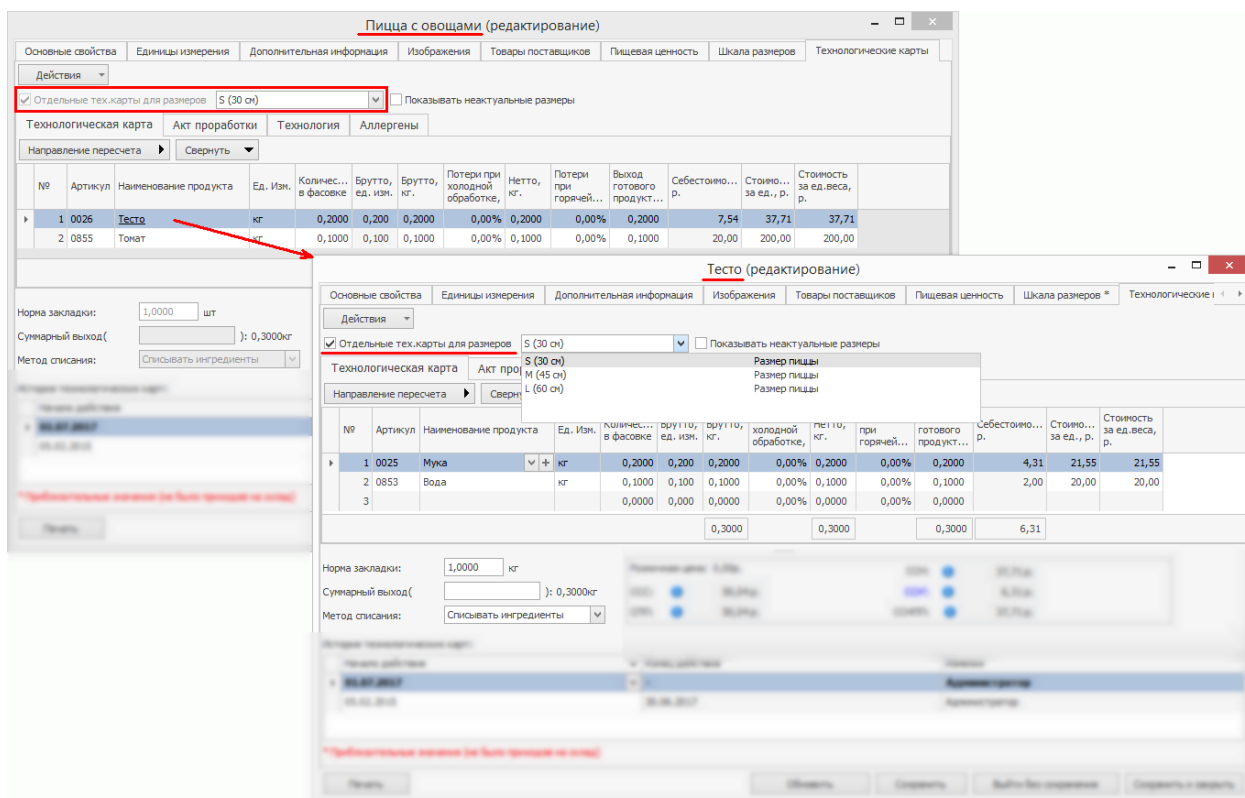 Пицца с овощами (редактирование)
Основные свойства Единицы измерения Дополнительная информация Изображения Товары поставщиков Пищевая ценность Шкала размеров Технологические карты
Действия
Отдельные тех.карты для размеров S (30 см) Показывать неактуальные размеры
Технологическая карта Акт проработки Технология Аллергены
Направление пересчета Свернуть
№ Артикул Наименование продукта Ед. Изм. Количес... в фасовке Брутто, ед. изм. Брутто, кг. Потери при холодной обработке, Нетто, кг. Потери при горячей... Выход готового продукт... Себестоимо... р. Стоимо... за ед., р. Стоимость за ед.веса, р.
1 0026 Тесто кг 0,2000 0,200 0,2000 0,00% 0,2000 0,00% 0,2000 7,54 37,71 37,71
2 0855 Томат кг 0,1000 0,100 0,1000 0,00% 0,1000 0,00% 0,1000 20,00 200,00 200,00
Норма закладки: 1,0000 шт
Суммарный выход( ): 0,3000кг
Метод списания: Списывать ингредиенты
Тесто (редактирование)
Основные свойства Единицы измерения Дополнительная информация Изображения Товары поставщиков Пищевая ценность Шкала размеров * Технологические
Действия
Отдельные тех.карты для размеров S (30 см) Показывать неактуальные размеры
S (30 см) Размер пиццы
M (45 см) Размер пиццы
L (60 см) Размер пиццы
Технологическая карта Акт про
Направление пересчета Сверн
№ Артикул Наименование продукта Ед. Изм. Количес... в фасовке Брутто, ед. изм. Брутто, кг. холодной обработке, Нетто, кг. при горячей... готового продукт... Себестоимо... р. Стоимо... за ед., р. Стоимость за ед.веса, р.
1 0025 Мука кг 0,2000 0,200 0,2000 0,00% 0,2000 0,00% 0,2000 4,31 21,55 21,55
2 0853 Вода кг 0,1000 0,100 0,1000 0,00% 0,1000 0,00% 0,1000 2,00 20,00 20,00
3 0,0000 0,000 0,0000 0,00% 0,0000 0,00% 0,0000
0,3000 0,3000 0,3000 6,31
Норма закладки: 1,0000 кг
Суммарный выход( ): 0,3000кг
Метод списания: Списывать ингредиенты